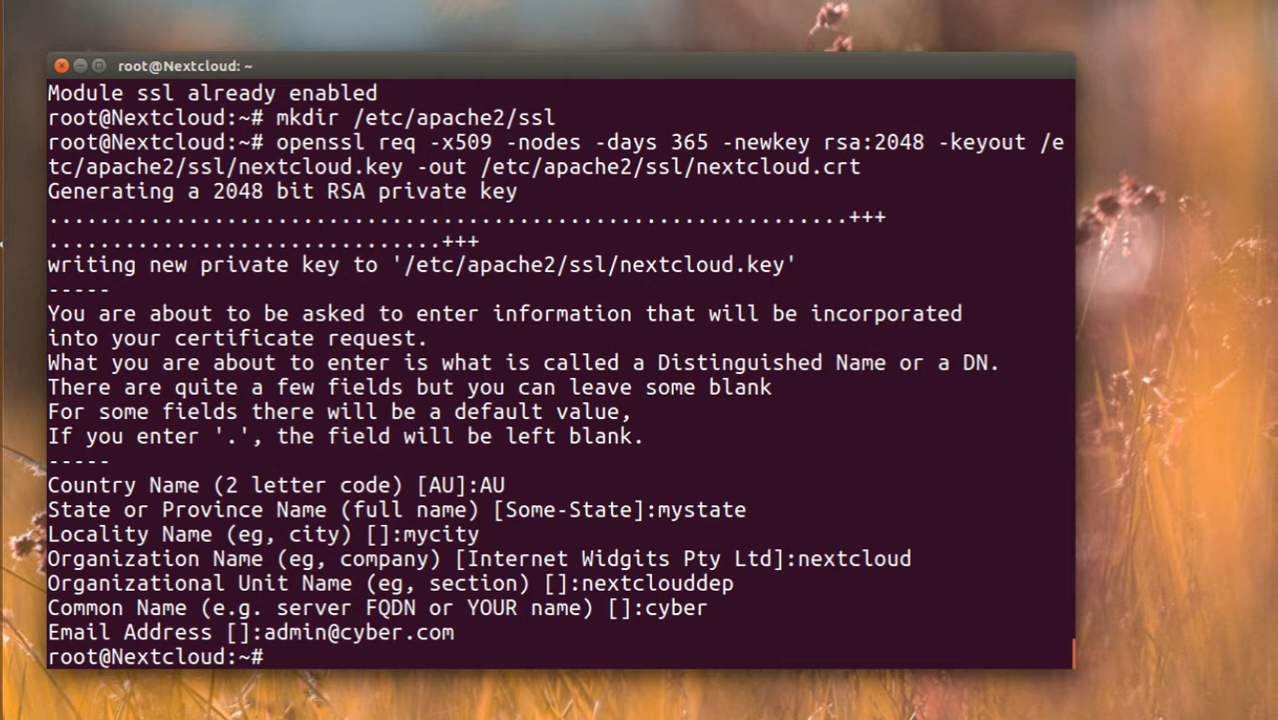 root@Nextcloud: ~
Module ssl already enabled
root@Nextcloud:~# mkdir /etc/apache2/ssl
root@Nextcloud:~# openssl req -x509 -nodes -days 365 -newkey rsa:2048 -keyout /e
tc/apache2/ssl/nextcloud.key -out /etc/apache2/ssl/nextcloud.crt
Generating a 2048 bit RSA private key
...............................................................+++
...............................+++
writing new private key to '/etc/apache2/ssl/nextcloud.key'
-----
You are about to be asked to enter information that will be incorporated
into your certificate request.
What you are about to enter is what is called a Distinguished Name or a DN.
There are quite a few fields but you can leave some blank
For some fields there will be a default value,
If you enter '.', the field will be left blank.
-----
Country Name (2 letter code) [AU]:AU
State or Province Name (full name) [Some-State]:mystate
Locality Name (eg, city) []:mycity
Organization Name (eg, company) [Internet Widgits Pty Ltd]:nextcloud
Organizational Unit Name (eg, section) []:nextclouddep
Common Name (e.g. server FQDN or YOUR name) []:cyber
Email Address []:admin@cyber.com
root@Nextcloud:~#